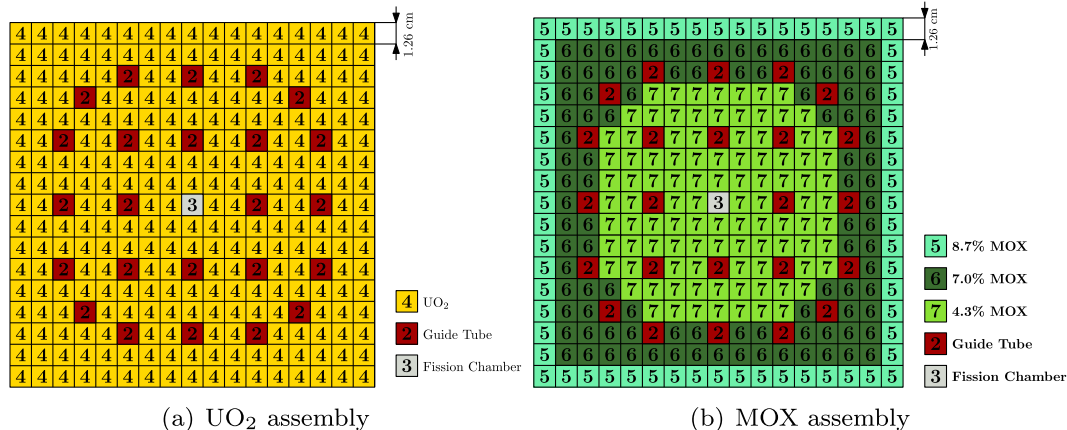 4 4 4 4 4 4 4 4 4 4 4 4 4 4 4 4 4
4 4 4 4 4 4 4 4 4 4 4 4 4 4 4 4 4
4 4 4 4 4 2 4 4 2 4 4 2 4 4 4 4 4
4 4 4 2 4 4 4 4 4 4 4 4 4 2 4 4 4
4 4 4 4 4 4 4 4 4 4 4 4 4 4 4 4 4
4 4 2 4 4 2 4 4 2 4 4 2 4 4 2 4 4
4 4 4 4 4 4 4 4 4 4 4 4 4 4 4 4 4
4 4 4 4 4 4 4 4 4 4 4 4 4 4 4 4 4
4 4 2 4 4 2 4 4 3 4 4 2 4 4 2 4 4
4 4 4 4 4 4 4 4 4 4 4 4 4 4 4 4 4
4 4 4 4 4 4 4 4 4 4 4 4 4 4 4 4 4
4 4 2 4 4 2 4 4 2 4 4 2 4 4 2 4 4
4 4 4 4 4 4 4 4 4 4 4 4 4 4 4 4 4
4 4 4 2 4 4 4 4 4 4 4 4 4 2 4 4 4
4 4 4 4 4 2 4 4 2 4 4 2 4 4 4 4 4
4 4 4 4 4 4 4 4 4 4 4 4 4 4 4 4 4
4 4 4 4 4 4 4 4 4 4 4 4 4 4 4 4 4
1.26 cm
4 UO₂
2 Guide Tube
3 Fission Chamber
(a) UO₂ assembly
5 5 5 5 5 5 5 5 5 5 5 5 5 5 5 5 5
5 6 6 6 6 6 6 6 6 6 6 6 6 6 6 6 5
5 6 6 6 6 2 6 6 2 6 6 2 6 6 6 6 5
5 6 6 2 6 7 7 7 7 7 7 7 6 2 6 6 5
5 6 6 6 7 7 7 7 7 7 7 7 7 6 6 6 5
5 6 2 7 7 2 7 7 2 7 7 2 7 7 2 6 5
5 6 6 7 7 7 7 7 7 7 7 7 7 7 6 6 5
5 6 6 7 7 7 7 7 7 7 7 7 7 7 6 6 5
5 6 2 7 7 2 7 7 3 7 7 2 7 7 2 6 5
5 6 6 7 7 7 7 7 7 7 7 7 7 7 6 6 5
5 6 6 7 7 7 7 7 7 7 7 7 7 7 6 6 5
5 6 2 7 7 2 7 7 2 7 7 2 7 7 2 6 5
5 6 6 6 7 7 7 7 7 7 7 7 7 6 6 6 5
5 6 6 2 6 7 7 7 7 7 7 7 6 2 6 6 5
5 6 6 6 6 2 6 6 2 6 6 2 6 6 6 6 5
5 6 6 6 6 6 6 6 6 6 6 6 6 6 6 6 5
5 5 5 5 5 5 5 5 5 5 5 5 5 5 5 5 5
1.26 cm
5 8.7% MOX
6 7.0% MOX
7 4.3% MOX
2 Guide Tube
3 Fission Chamber
(b) MOX assembly